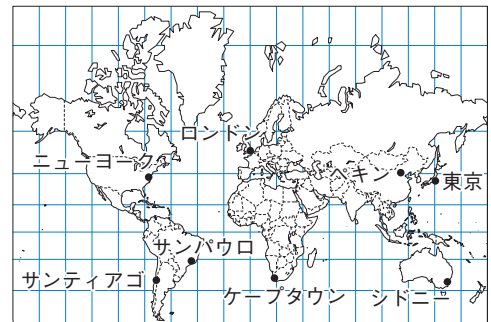 ロンドン
ニューヨーク
ペキン
東京
サンパウロ
サンティアゴ
ケープタウン
シドニー